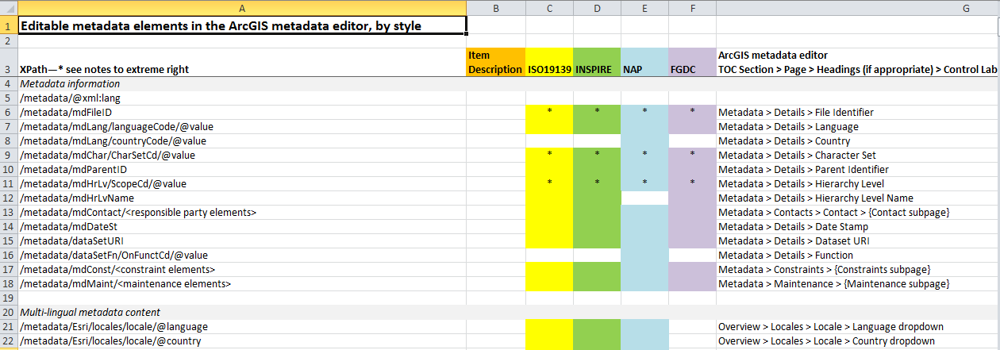 A B C D E F G
1 Editable metadata elements in the ArcGIS metadata editor, by style
2
Item ArcGIS metadata editor
3 XPath—* see notes to extreme right Description ISO19139 INSPIRE NAP FGDC TOC Section > Page > Headings (if appropriate) > Control Lab
4 Metadata information
5 /metadata/@xml:lang
6 /metadata/mdFileID * * * * Metadata > Details > File Identifier
7 /metadata/mdLang/languageCode/@value Metadata > Details > Language
8 /metadata/mdLang/countryCode/@value Metadata > Details > Country
9 /metadata/mdChar/CharSetCd/@value * * * * Metadata > Details > Character Set
10 /metadata/mdParentID Metadata > Details > Parent Identifier
11 /metadata/mdHrLv/ScopeCd/@value * * * * Metadata > Details > Hierarchy Level
12 /metadata/mdHrLvName Metadata > Details > Hierarchy Level Name
13 /metadata/mdContact/<responsible party elements> Metadata > Contacts > Contact > {Contact subpage}
14 /metadata/mdDateSt Metadata > Details > Date Stamp
15 /metadata/dataSetURI Metadata > Details > Dataset URI
16 /metadata/dataSetFn/OnFunctCd/@value Metadata > Details > Function
17 /metadata/mdConst/<constraint elements> Metadata > Constraints > {Constraints subpage}
18 /metadata/mdMaint/<maintenance elements> Metadata > Maintenance > {Maintenance subpage}
19
20 Multi-lingual metadata content
21 /metadata/Esri/locales/locale/@language Overview > Locales > Locale > Language dropdown
22 /metadata/Esri/locales/locale/@country Overview > Locales > Locale > Country dropdown